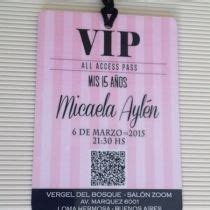 VIP
ALL ACCESS PASS
MIS 15 AÑOS
Micaela Aylén
6 DE MARZO-2015
21:30 HS
VERGEL DEL BOSQUE - SALÓN ZOOM
AV. MARQUEZ 6001
LOMA HERMOSA - BUENOS AIRES